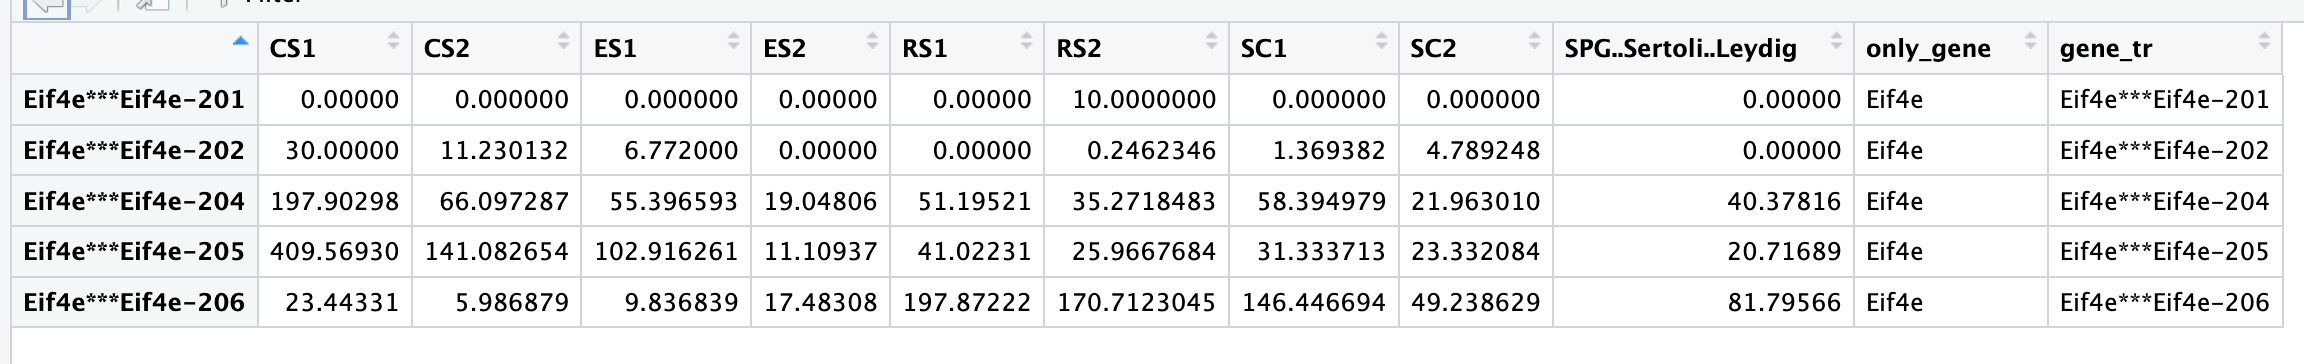 CS1 CS2 ES1 ES2 RS1 RS2 SC1 SC2 SPG..Sertoli..Leydig only_gene gene_tr
Eif4e***Eif4e-201 0.00000 0.000000 0.000000 0.00000 0.00000 10.0000000 0.000000 0.000000 0.00000 Eif4e Eif4e***Eif4e-201
Eif4e***Eif4e-202 30.00000 11.230132 6.772000 0.00000 0.00000 0.2462346 1.369382 4.789248 0.00000 Eif4e Eif4e***Eif4e-202
Eif4e***Eif4e-204 197.90298 66.097287 55.396593 19.04806 51.19521 35.2718483 58.394979 21.963010 40.37816 Eif4e Eif4e***Eif4e-204
Eif4e***Eif4e-205 409.56930 141.082654 102.916261 11.10937 41.02231 25.9667684 31.333713 23.332084 20.71689 Eif4e Eif4e***Eif4e-205
Eif4e***Eif4e-206 23.44331 5.986879 9.836839 17.48308 197.87222 170.7123045 146.446694 49.238629 81.79566 Eif4e Eif4e***Eif4e-206